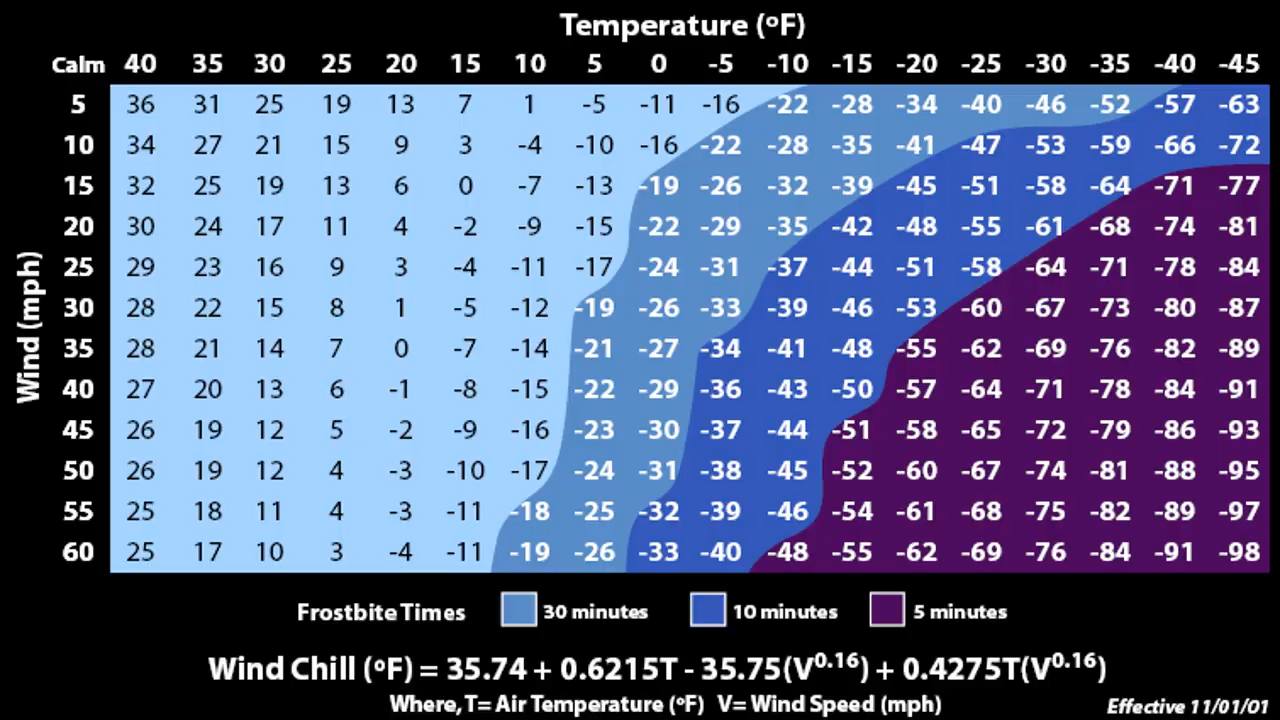 Temperature (ºF)
Calm 40 35 30 25 20 15 10 5 0 -5 -10 -15 -20 -25 -30 -35 -40 -45
Wind (mph)
5 36 31 25 19 13 7 1 -5 -11 -16 -22 -28 -34 -40 -46 -52 -57 -63
10 34 27 21 15 9 3 -4 -10 -16 -22 -28 -35 -41 -47 -53 -59 -66 -72
15 32 25 19 13 6 0 -7 -13 -19 -26 -32 -39 -45 -51 -58 -64 -71 -77
20 30 24 17 11 4 -2 -9 -15 -22 -29 -35 -42 -48 -55 -61 -68 -74 -81
25 29 23 16 9 3 -4 -11 -17 -24 -31 -37 -44 -51 -58 -64 -71 -78 -84
30 28 22 15 8 1 -5 -12 -19 -26 -33 -39 -46 -53 -60 -67 -73 -80 -87
35 28 21 14 7 0 -7 -14 -21 -27 -34 -41 -48 -55 -62 -69 -76 -82 -89
40 27 20 13 6 -1 -8 -15 -22 -29 -36 -43 -50 -57 -64 -71 -78 -84 -91
45 26 19 12 5 -2 -9 -16 -23 -30 -37 -44 -51 -58 -65 -72 -79 -86 -93
50 26 19 12 4 -3 -10 -17 -24 -31 -38 -45 -52 -60 -67 -74 -81 -88 -95
55 25 18 11 4 -3 -11 -18 -25 -32 -39 -46 -54 -61 -68 -75 -82 -89 -97
60 25 17 10 3 -4 -11 -19 -26 -33 -40 -48 -55 -62 -69 -76 -84 -91 -98
Frostbite Times 30 minutes 10 minutes 5 minutes
Wind Chill (ºF) = 35.74 + 0.6215T - 35.75(V^0.16) + 0.4275T(V^0.16)
Where, T= Air Temperature (ºF) V= Wind Speed (mph)
Effective 11/01/01